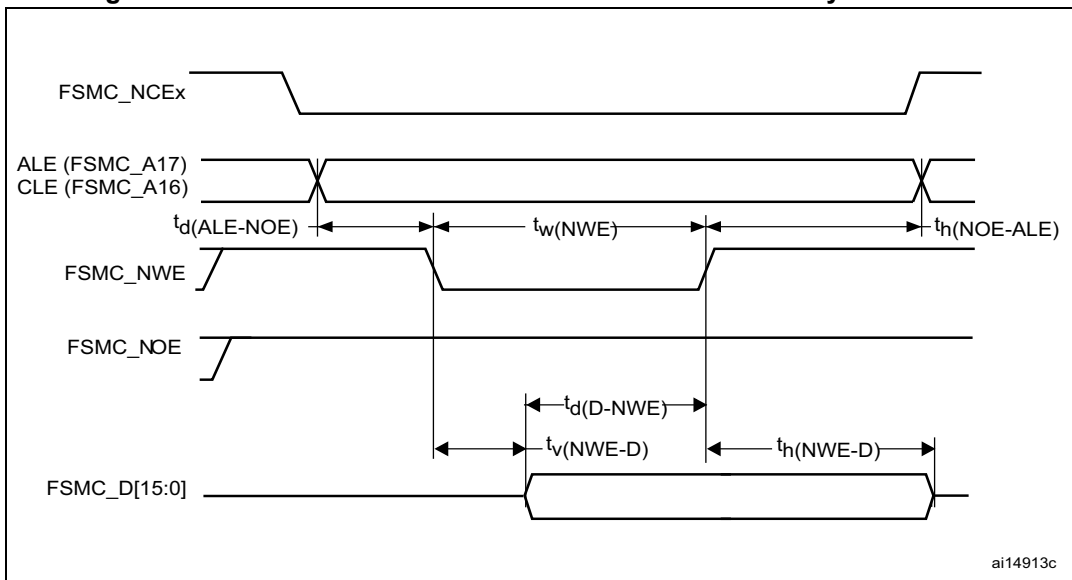 FSMC_NCEx
ALE (FSMC_A17)
CLE (FSMC_A16)
td(ALE-NOE)
tw(NWE)
th(NOE-ALE)
FSMC_NWE
FSMC_NOE
td(D-NWE)
tv(NWE-D)
th(NWE-D)
FSMC_D[15:0]
ai14913c